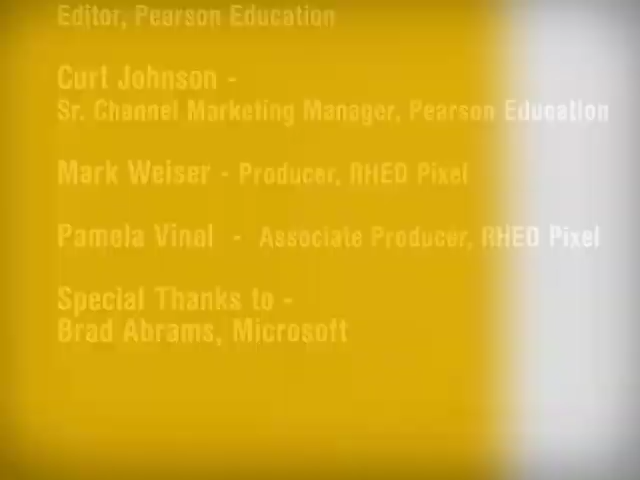 Editor, Pearson Education
Curt Johnson -
Sr. Channel Marketing Manager, Pearson Education
Mark Weiser - Producer, RHED Pixel
Pamela Vinal - Associate Producer, RHED Pixel
Special Thanks to -
Brad Abrams, Microsoft